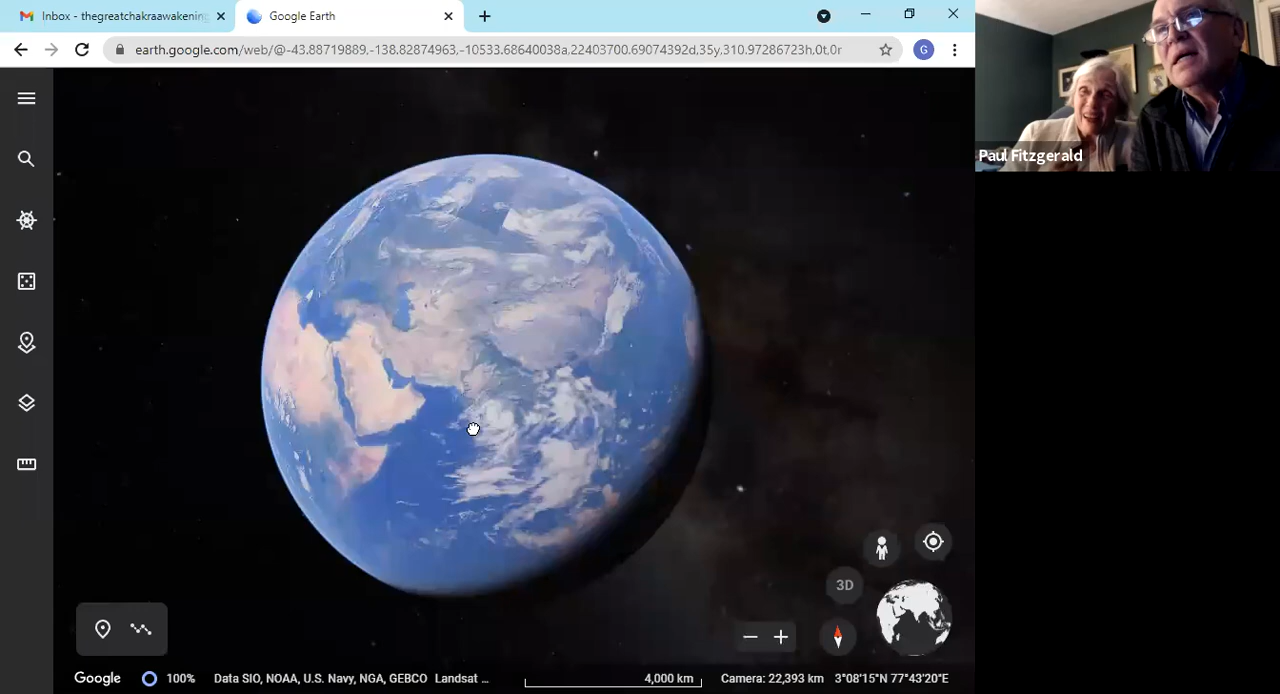 Inbox - thegreatchakraawakening
Google Earth
earth.google.com/web/@-43.88719889,-138.82874963,-10533.68640038a,22403700.69074392d,35y,310.97286723h,0t,0r
G
Paul Fitzgerald
3D
Google
100%
Data SIO, NOAA, U.S. Navy, NGA, GEBCO Landsat ...
4,000 km
Camera: 22,393 km
3°08'15"N 77°43'20"E